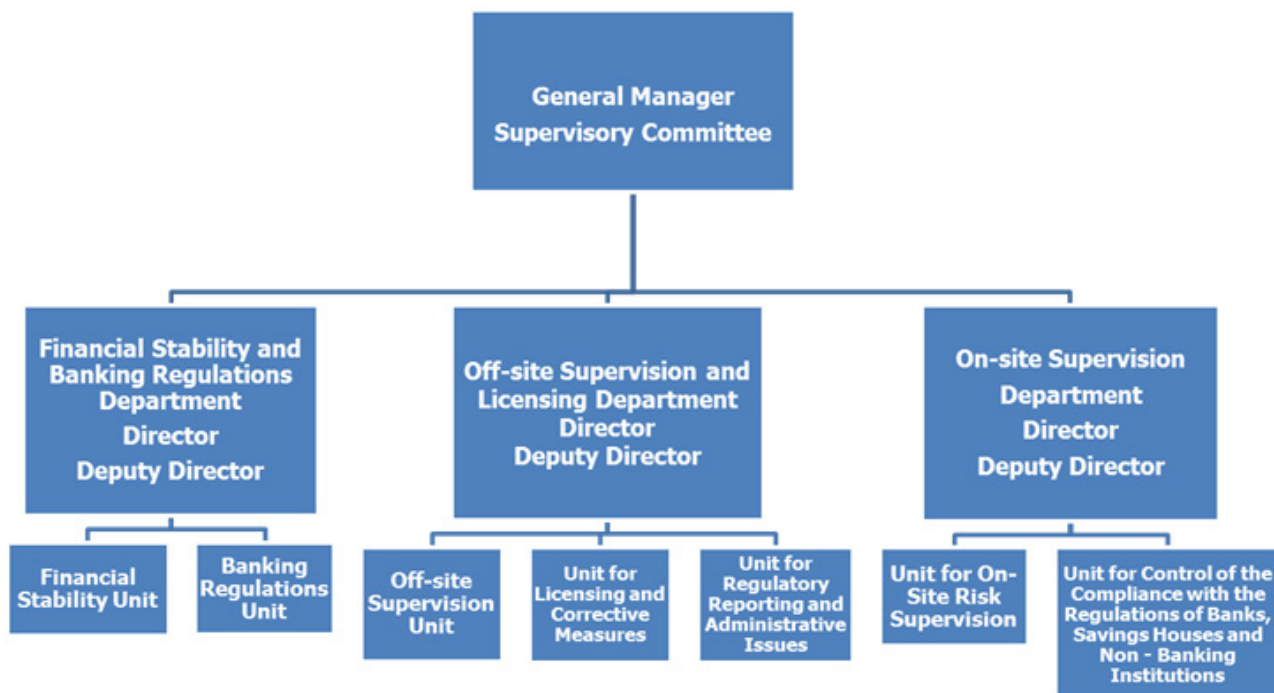 General Manager
Supervisory Committee
Financial Stability and
Banking Regulations
Department
Director
Deputy Director
Off-site Supervision and
Licensing Department
Director
Deputy Director
On-site Supervision
Department
Director
Deputy Director
Financial
Stability Unit
Banking
Regulations
Unit
Off-site
Supervision
Unit
Unit for
Licensing and
Corrective
Measures
Unit for
Regulatory
Reporting and
Administrative
Issues
Unit for On-
Site Risk
Supervision
Unit for Control of the
Compliance with the
Regulations of Banks,
Savings Houses and
Non - Banking
Institutions